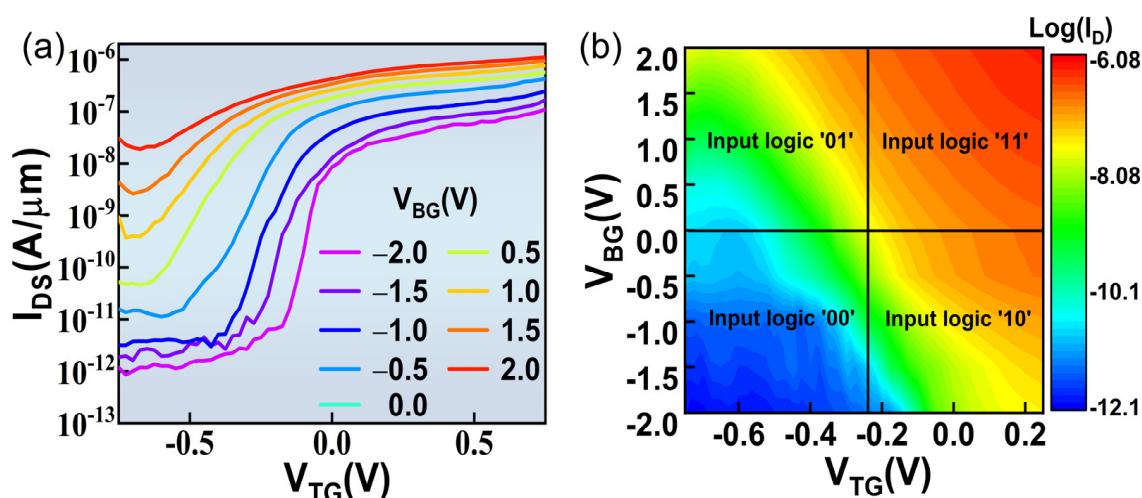 (a)
10⁻⁶
10⁻⁷
10⁻⁸
10⁻⁹
10⁻¹⁰
10⁻¹¹
10⁻¹²
10⁻¹³
I_DS(A/μm)
V_BG(V)
−2.0 0.5
−1.5 1.0
−1.0 1.5
−0.5 2.0
0.0
-0.5 0.0 0.5
V_TG(V)
(b)
2.0
1.5
1.0
0.5
0.0
-0.5
-1.0
-1.5
-2.0
V_BG(V)
Input logic '01' Input logic '11'
Input logic '00' Input logic '10'
-0.6 -0.4 -0.2 0.0 0.2
V_TG(V)
Log(I_D)
-6.08
-8.08
-10.1
-12.1